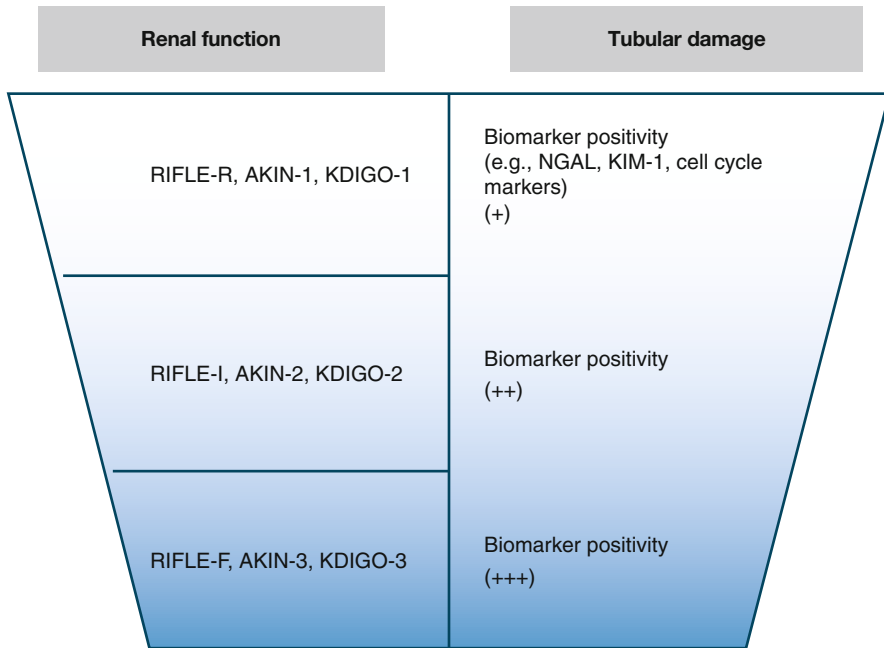 Renal function
Tubular damage
RIFLE-R, AKIN-1, KDIGO-1
Biomarker positivity
(e.g., NGAL, KIM-1, cell cycle
markers)
(+)
RIFLE-I, AKIN-2, KDIGO-2
Biomarker positivity
(++)
RIFLE-F, AKIN-3, KDIGO-3
Biomarker positivity
(+++)